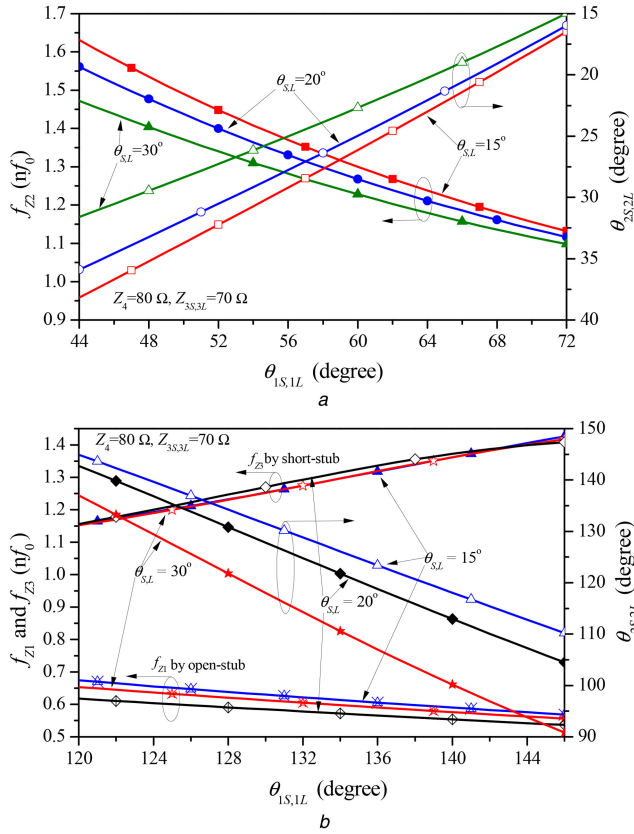 1.7
1.6
1.5
1.4
1.3
1.2
1.1
1.0
0.9
f_Z2 (nf_0)
15
20
25
30
35
40
θ_2S,2L (degree)
θ_S,L=20°
θ_S,L=30°
θ_S,L=15°
Z_4=80 Ω, Z_3S,3L=70 Ω
44 48 52 56 60 64 68 72
θ_1S,1L (degree)
a
1.4
1.3
1.2
1.1
1.0
0.9
0.8
0.7
0.6
0.5
f_Z1 and f_Z3 (nf_0)
150
140
130
120
110
100
90
θ_2S,2L (degree)
Z_4=80 Ω, Z_3S,3L=70 Ω
f_Z3 by short-stub
θ_S,L = 30°
θ_S,L = 20°
θ_S,L = 15°
f_Z1 by open-stub
120 124 128 132 136 140 144
θ_1S,1L (degree)
b